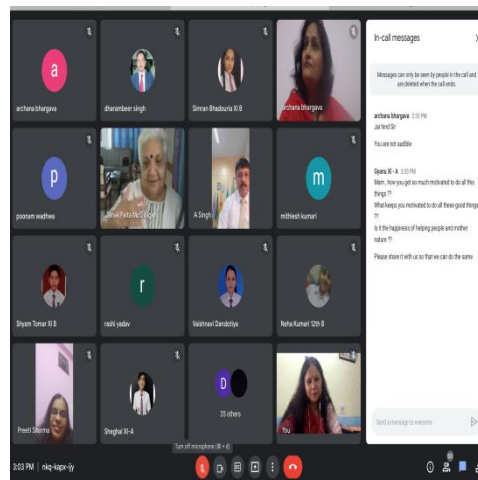 In-call messages
Messages can only be seen by people in the call and
are deleted when the call ends.
archana bhargava 2:33 PM
Jai hind Sir
You are not audible
Gyanu XI - A 3:03 PM
Mam, how you get so much motivated to do all this
things ??
What keeps you motivated to do all these good things
??
Is it the happiness of helping people and mother
nature ?!
Please share it with us so that we can do the same
Send a message to everyone
a
archana bhargava
dharambeer singh
Simran Bhadouria XI B
archana bhargava
p
poonam wadhwa
Janak Palta McGilligan
A Singh
m
mithlesh kumari
Shyam Tomar XI B
r
rashi yadav
Vaishnavi Dandotiya
Neha Kumari 12th B
Preeti Sharma
Sheghal XI-A
D
35 others
You
Turn off microphone (⌘ + d)
3:03 PM | nkq-kapx-ijy